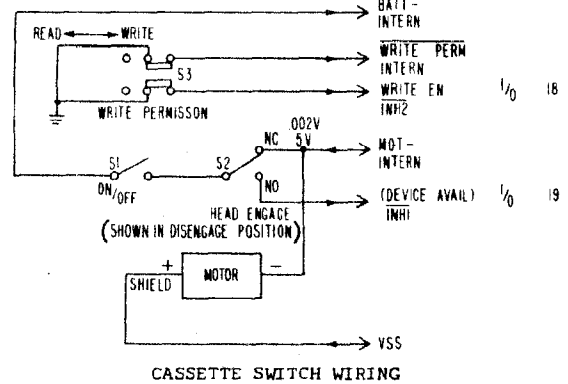 BATT-
INTERN
READ WRITE
WRITE PERM
INTERN
S3
WRITE EN I/O 18
INH2
WRITE PERMISSON
NC .002V
5V
MOT-
INTERN
S1 S2
ON/OFF
NO
(DEVICE AVAIL) I/O 19
INH1
HEAD ENGAGE
(SHOWN IN DISENGAGE POSITION)
+ MOTOR -
SHIELD
VSS
CASSETTE SWITCH WIRING